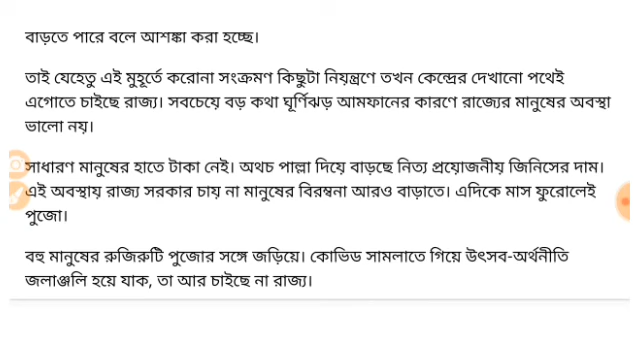 বাড়তে পারে বলে আশঙ্কা করা হচ্ছে।
তাই যেহেতু এই মুহূর্তে করোনা সংক্রমণ কিছুটা নিয়ন্ত্রণে তখন কেন্দ্রের দেখানো পথেই
এগোতে চাইছে রাজ্য। সবচেয়ে বড় কথা ঘূর্ণিঝড় আমফানের কারণে রাজ্যের মানুষের অবস্থা
ভালো নয়।
সাধারণ মানুষের হাতে টাকা নেই। অথচ পাল্লা দিয়ে বাড়ছে নিত্য প্রয়োজনীয় জিনিসের দাম।
এই অবস্থায় রাজ্য সরকার চায় না মানুষের বিরম্বনা আরও বাড়াতে। এদিকে মাস ফুরোলেই
পুজো।
বহু মানুষের রুজিরুটি পুজোর সঙ্গে জড়িয়ে। কোভিড সামলাতে গিয়ে উৎসব-অর্থনীতি
জলাঞ্জলি হয়ে যাক, তা আর চাইছে না রাজ্য।